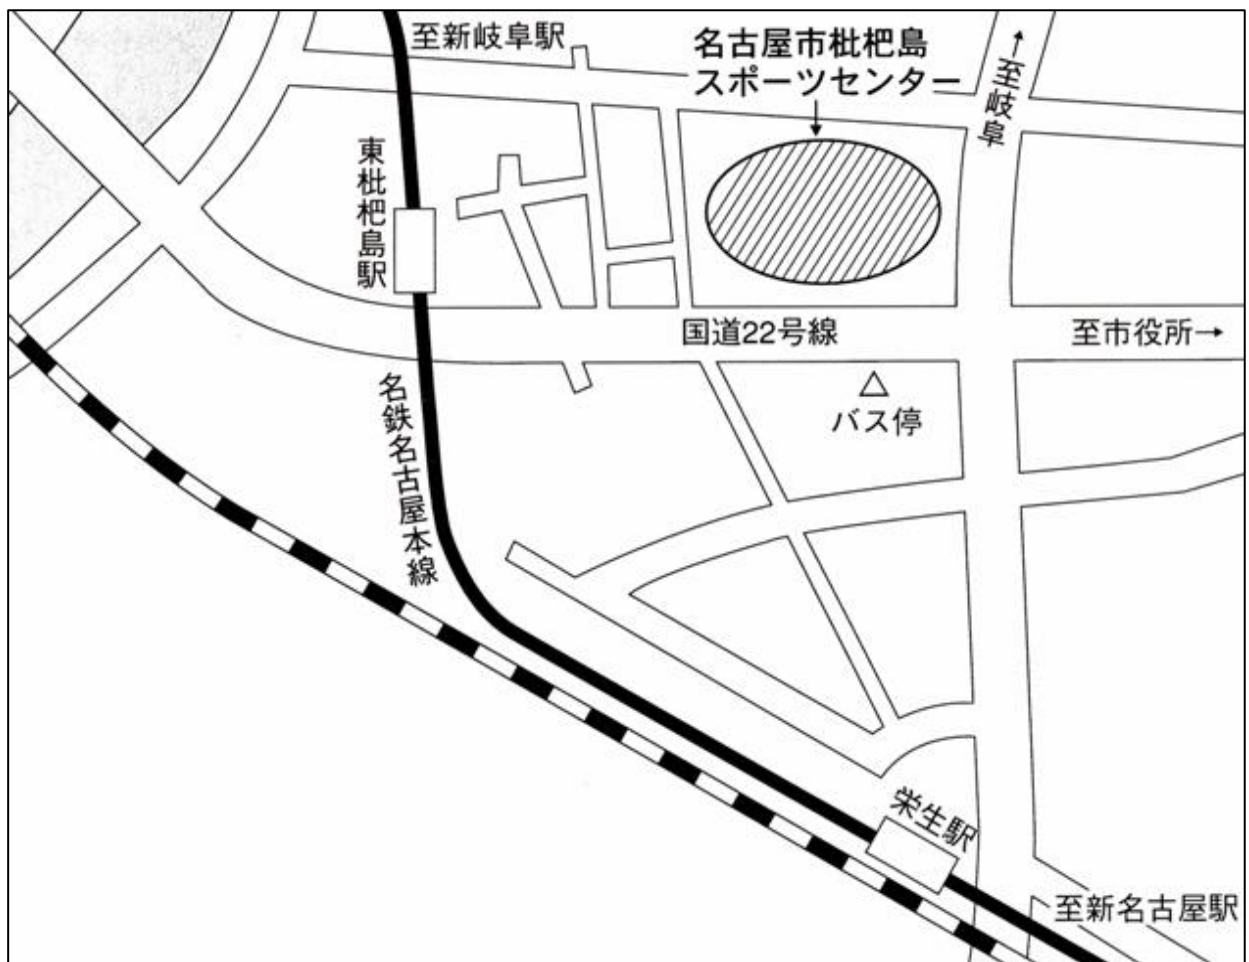 至新岐阜駅
名古屋市枇杷島
スポーツセンター
↑至岐阜
東枇杷島駅
国道22号線
至市役所→
バス停
名鉄名古屋本線
栄生駅
至新名古屋駅